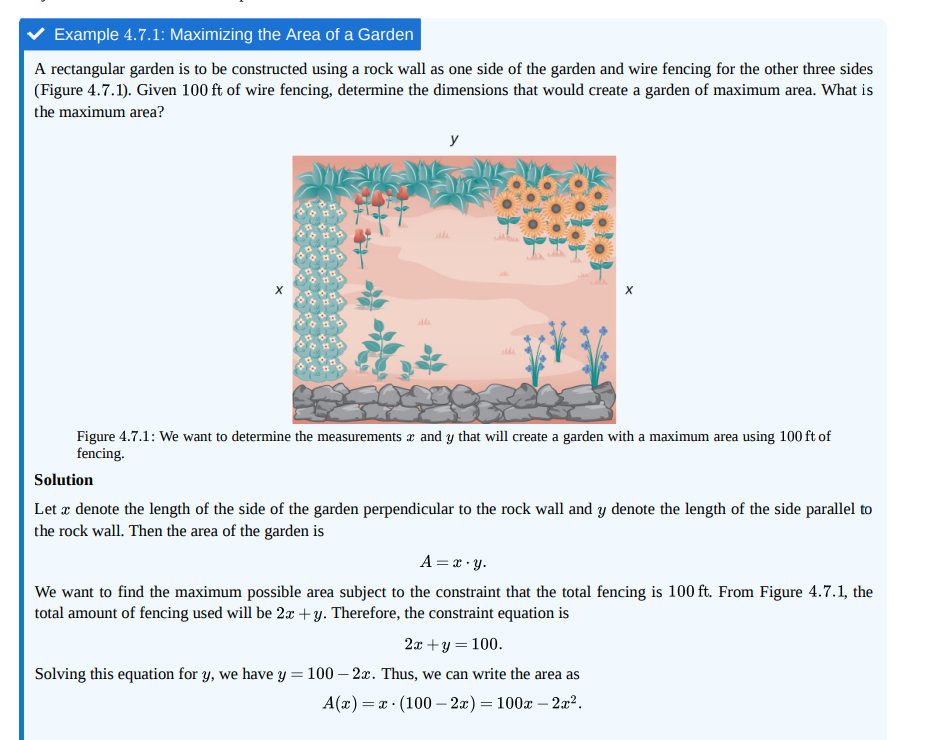 Example 4.7.1: Maximizing the Area of a Garden
A rectangular garden is to be constructed using a rock wall as one side of the garden and wire fencing for the other three sides
(Figure 4.7.1). Given 100 ft of wire fencing, determine the dimensions that would create a garden of maximum area. What is
the maximum area?
y
x
x
Figure 4.7.1: We want to determine the measurements x and y that will create a garden with a maximum area using 100 ft of
fencing.
Solution
Let x denote the length of the side of the garden perpendicular to the rock wall and y denote the length of the side parallel to
the rock wall. Then the area of the garden is
A = x · y.
We want to find the maximum possible area subject to the constraint that the total fencing is 100 ft. From Figure 4.7.1, the
total amount of fencing used will be 2x + y. Therefore, the constraint equation is
2x + y = 100.
Solving this equation for y, we have y = 100 − 2x. Thus, we can write the area as
A(x) = x · (100 − 2x) = 100x − 2x².